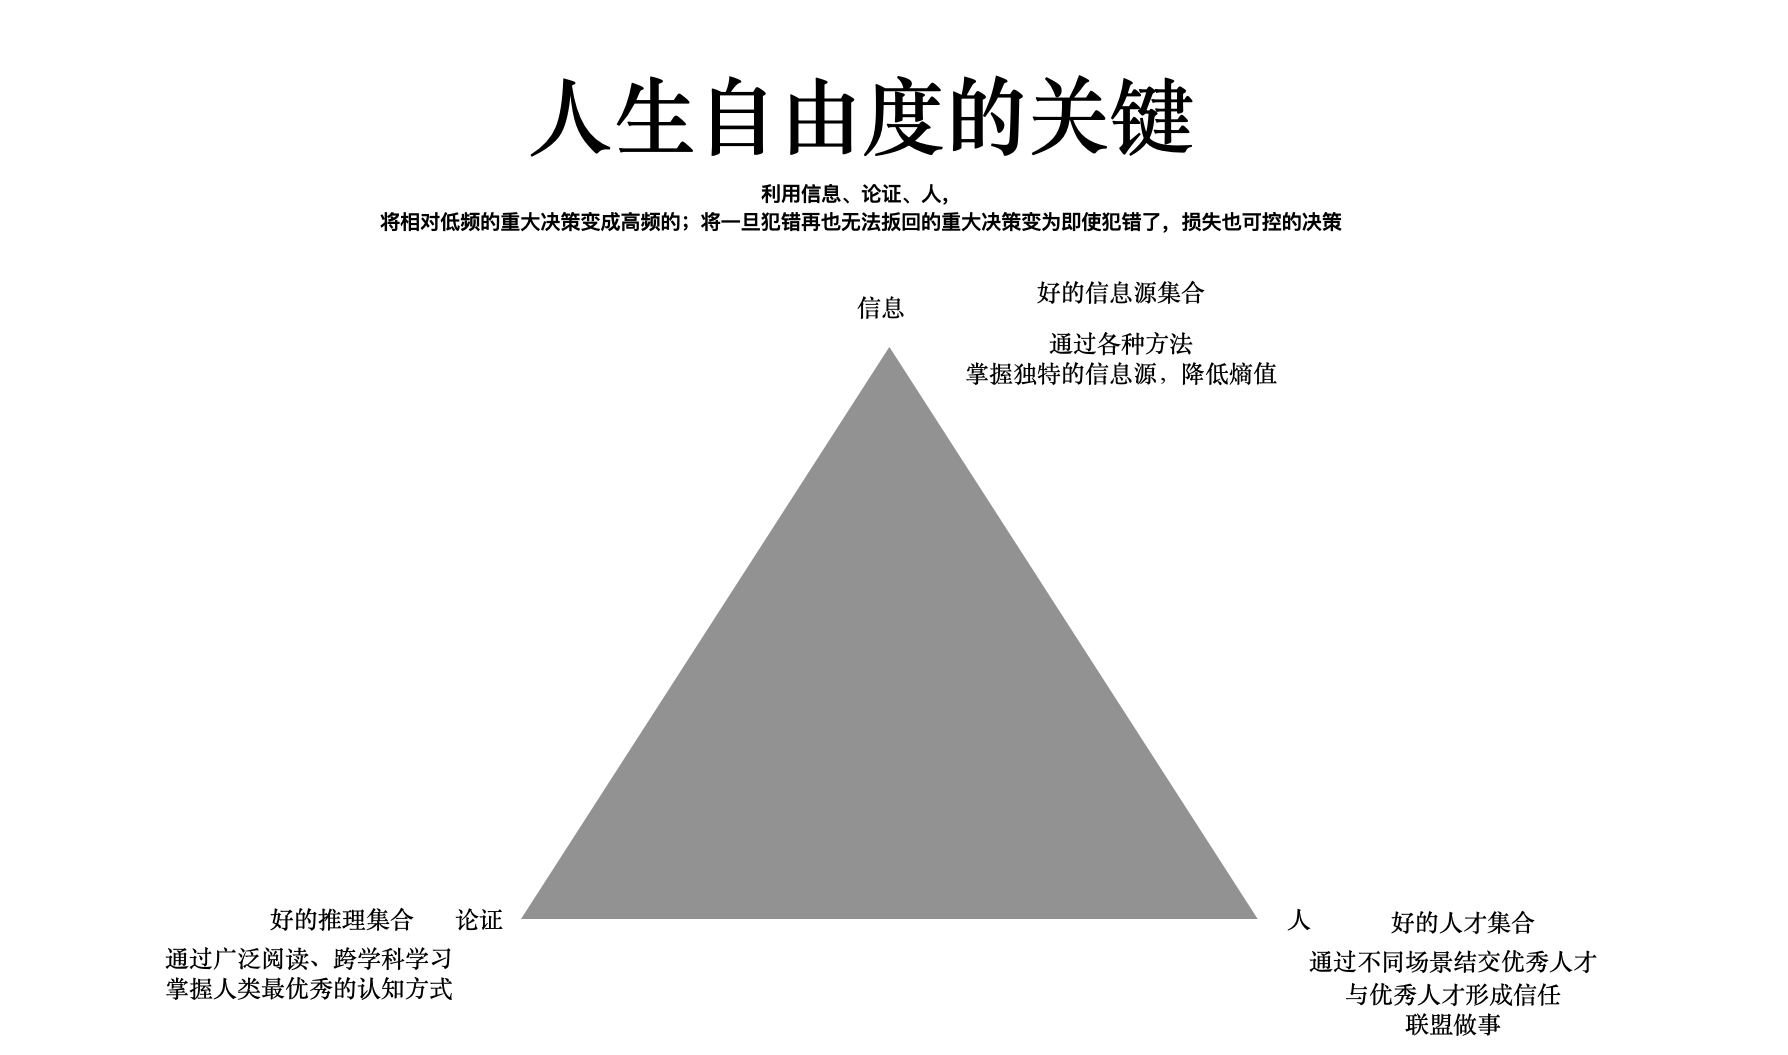 人生自由度的关键
利用信息、论证、人，
将相对低频的重大决策变成高频的；将一旦犯错再也无法扳回的重大决策变为即使犯错了，损失也可控的决策
信息
好的信息源集合
通过各种方法
掌握独特的信息源，降低熵值
好的推理集合
论证
通过广泛阅读、跨学科学习
掌握人类最优秀的认知方式
人
好的人才集合
通过不同场景结交优秀人才
与优秀人才形成信任
联盟做事